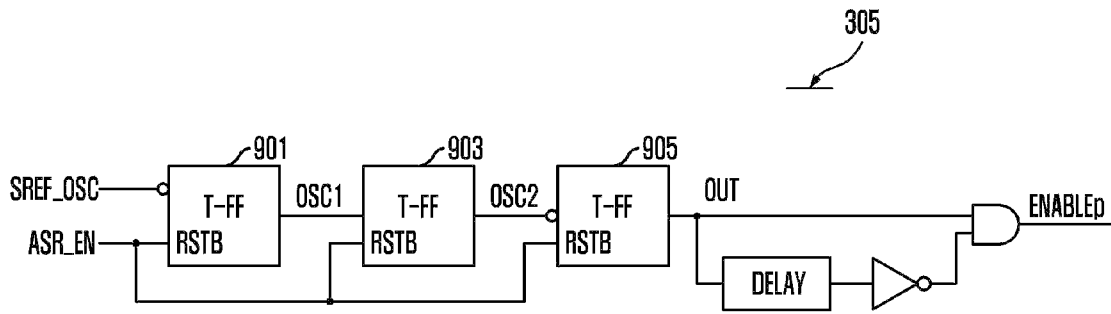 305
901
903
905
SREF_OSC
T-FF
OSC1
T-FF
OSC2
T-FF
OUT
ENABLEp
ASR_EN
RSTB
RSTB
RSTB
DELAY